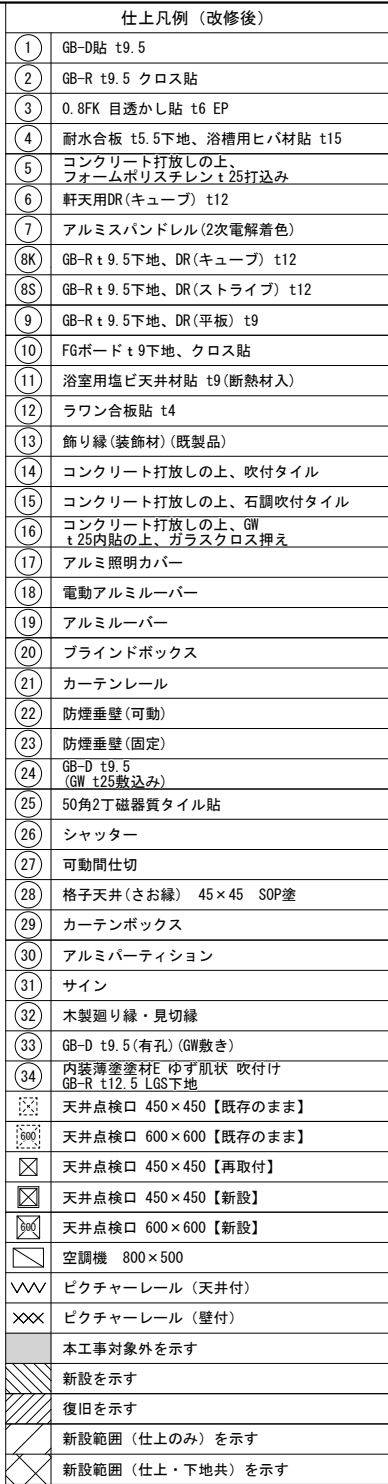 仕上凡例（改修後）
1 GB-D貼 t9.5
2 GB-R t9.5 クロス貼
3 0.8FK 目透かし貼 t6 EP
4 耐水合板 t5.5下地、浴槽用ヒバ材貼 t15
5 コンクリート打放しの上、
フォームポリスチレンｔ25打込み
6 軒天用DR(キューブ) t12
7 アルミスパンドレル(2次電解着色)
8K GB-Rｔ9.5下地、DR(キューブ) t12
8S GB-Rｔ9.5下地、DR(ストライプ) t12
9 GB-Rｔ9.5下地、DR(平板) t9
10 FGボードｔ9下地、クロス貼
11 浴室用塩ビ天井材貼 t9(断熱材入)
12 ラワン合板貼 t4
13 飾り縁(装飾材)(既製品)
14 コンクリート打放しの上、吹付タイル
15 コンクリート打放しの上、石調吹付タイル
16 コンクリート打放しの上、GW
ｔ25内貼の上、ガラスクロス押え
17 アルミ照明カバー
18 電動アルミルーバー
19 アルミルーバー
20 ブラインドボックス
21 カーテンレール
22 防煙垂壁(可動)
23 防煙垂壁(固定)
24 GB-D t9.5
(GW t25敷込み)
25 50角2丁磁器質タイル貼
26 シャッター
27 可動間仕切
28 格子天井(さお縁) 45×45 SOP塗
29 カーテンボックス
30 アルミパーティション
31 サイン
32 木製廻り縁・見切縁
33 GB-D t9.5(有孔)(GW敷き)
34 内装薄塗塗材E ゆず肌状 吹付け
GB-R t12.5 LGS下地
天井点検口 450×450【既存のまま】
600 天井点検口 600×600【既存のまま】
天井点検口 450×450【再取付】
天井点検口 450×450【新設】
600 天井点検口 600×600【新設】
空調機 800×500
ピクチャーレール（天井付）
ピクチャーレール（壁付）
本工事対象外を示す
新設を示す
復旧を示す
新設範囲（仕上のみ）を示す
新設範囲（仕上・下地共）を示す